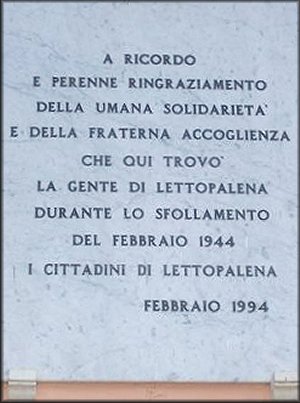 A RICORDO
E PERENNE RINGRAZIAMENTO
DELLA UMANA SOLIDARIETA'
E DELLA FRATERNA ACCOGLIENZA
CHE QUI TROVO'
LA GENTE DI LETTOPALENA
DURANTE LO SFOLLAMENTO
DEL FEBBRAIO 1944
I CITTADINI DI LETTOPALENA
FEBBRAIO 1994